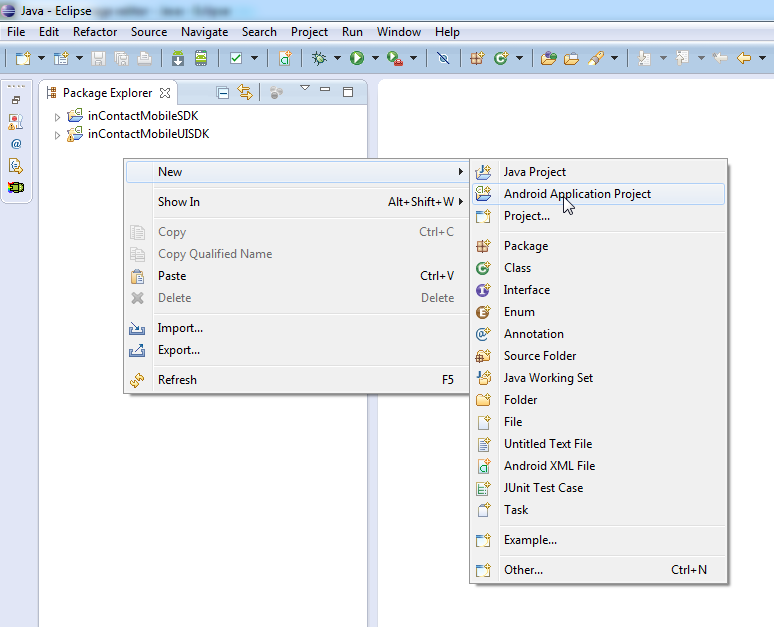 Java - Eclipse
File Edit Refactor Source Navigate Search Project Run Window Help
Package Explorer
inContactMobileSDK
inContactMobileUISDK
New
Show In Alt+Shift+W
Copy Ctrl+C
Copy Qualified Name
Paste Ctrl+V
Delete Delete
Import...
Export...
Refresh F5
Java Project
Android Application Project
Project...
Package
Class
Interface
Enum
Annotation
Source Folder
Java Working Set
Folder
File
Untitled Text File
Android XML File
JUnit Test Case
Task
Example...
Other... Ctrl+N